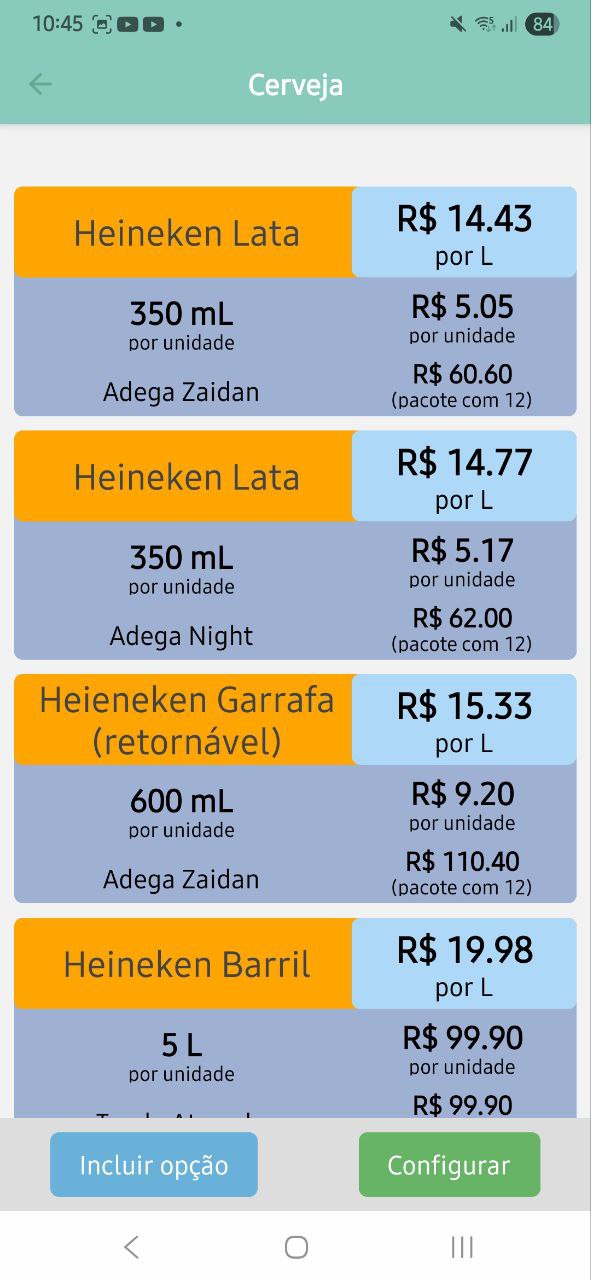 10:45
84
Cerveja
Heineken Lata
R$ 14.43
por L
350 mL
por unidade
R$ 5.05
por unidade
Adega Zaidan
R$ 60.60
(pacote com 12)
Heineken Lata
R$ 14.77
por L
350 mL
por unidade
R$ 5.17
por unidade
Adega Night
R$ 62.00
(pacote com 12)
Heieneken Garrafa
(retornável)
R$ 15.33
por L
600 mL
por unidade
R$ 9.20
por unidade
Adega Zaidan
R$ 110.40
(pacote com 12)
Heineken Barril
R$ 19.98
por L
5 L
por unidade
R$ 99.90
por unidade
R$ 99.90
Incluir opção
Configurar